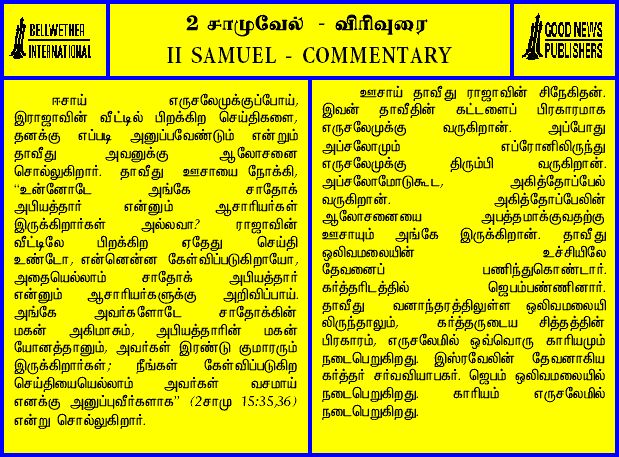 BELLWETHER
INTERNATIONAL
2 சாமுவேல் - விரிவுரை
II SAMUEL - COMMENTARY
GOOD NEWS
PUBLISHERS
ஈசாய் எருசலேமுக்குப்போய்,
இராஜாவின் வீட்டில் பிறக்கிற செய்திகளை,
தனக்கு எப்படி அனுப்பவேண்டும் என்றும்
தாவீது அவனுக்கு ஆலோசனை
சொல்லுகிறார். தாவீது ஊசாயை நோக்கி,
“உன்னோடே அங்கே சாதோக்
அபியத்தார் என்னும் ஆசாரியர்கள்
இருக்கிறார்கள் அல்லவா? ராஜாவின்
வீட்டிலே பிறக்கிற ஏதேது செய்தி
உண்டோ, என்னென்ன கேள்விப்படுகிறாயோ,
அதையெல்லாம் சாதோக் அபியத்தார்
என்னும் ஆசாரியர்களுக்கு அறிவிப்பாய்.
அங்கே அவர்களோடே சாதோக்கின்
மகன் அகிமாசும், அபியத்தாரின் மகன்
யோனத்தானும், அவர்கள் இரண்டு குமாரரும்
இருக்கிறார்கள்; நீங்கள் கேள்விப்படுகிற
செய்தியையெல்லாம் அவர்கள் வசமாய்
எனக்கு அனுப்புவீர்களாக” (2சாமு 15:35,36)
என்று சொல்லுகிறார்.
ஊசாய் தாவீது ராஜாவின் சிநேகிதன்.
இவன் தாவீதின் கட்டளைப் பிரகாரமாக
எருசலேமுக்கு வருகிறான். அப்போது
அப்சலோமும் எப்ரோனிலிருந்து
எருசலேமுக்கு திரும்பி வருகிறான்.
அப்சலோமோடுகூட, அகித்தோப்பேல்
வருகிறான். அகித்தோப்பேலின்
ஆலோசனையை அபத்தமாக்குவதற்கு
ஊசாயும் அங்கே இருக்கிறான். தாவீது
ஒலிவமலையின் உச்சியிலே
தேவனைப் பணிந்துகொண்டார்.
கர்த்தரிடத்தில் ஜெபம்பண்ணினார்.
தாவீது வனாந்தரத்திலுள்ள ஒலிவமலையி
லிருந்தாலும், கர்த்தருடைய சித்தத்தின்
பிரகாரம், எருசலேமில் ஒவ்வொரு காரியமும்
நடைபெறுகிறது. இஸ்ரவேலின் தேவனாகிய
கர்த்தர் சர்வவியாபகர். ஜெபம் ஒலிவமலையில்
நடைபெறுகிறது. காரியம் எருசலேமில்
நடைபெறுகிறது.